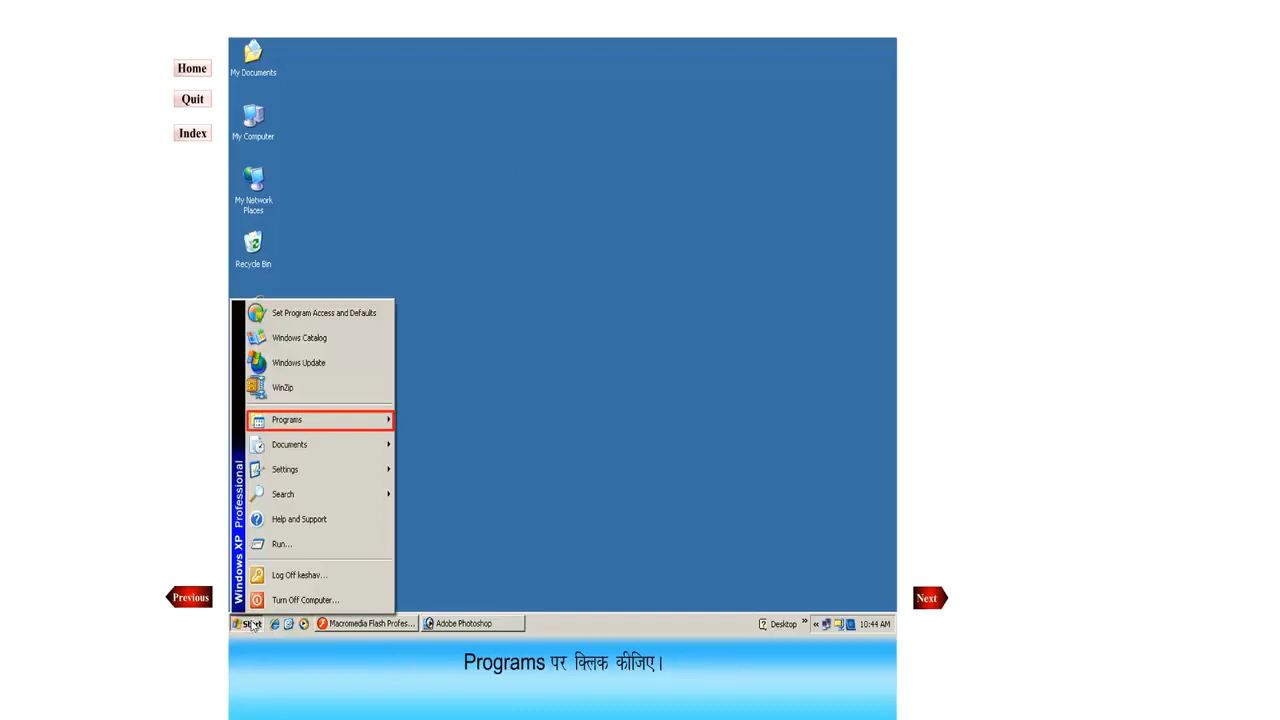 Home
Quit
Index
My Documents
My Computer
My Network
Places
Recycle Bin
Set Program Access and Defaults
Windows Catalog
Windows Update
WinZip
Programs
Documents
Settings
Search
Help and Support
Run...
Log Off keshav...
Turn Off Computer...
Windows XP Professional
Previous
Next
Start
Macromedia Flash Profes...
Adobe Photoshop
Desktop
10:44 AM
Programs पर क्लिक कीजिए।